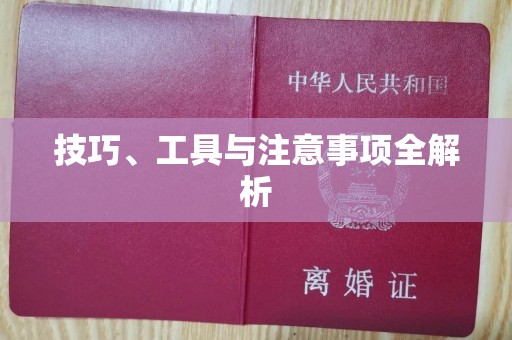 中华人民共和国
技巧、工具与注意事项全解
析
离婚证